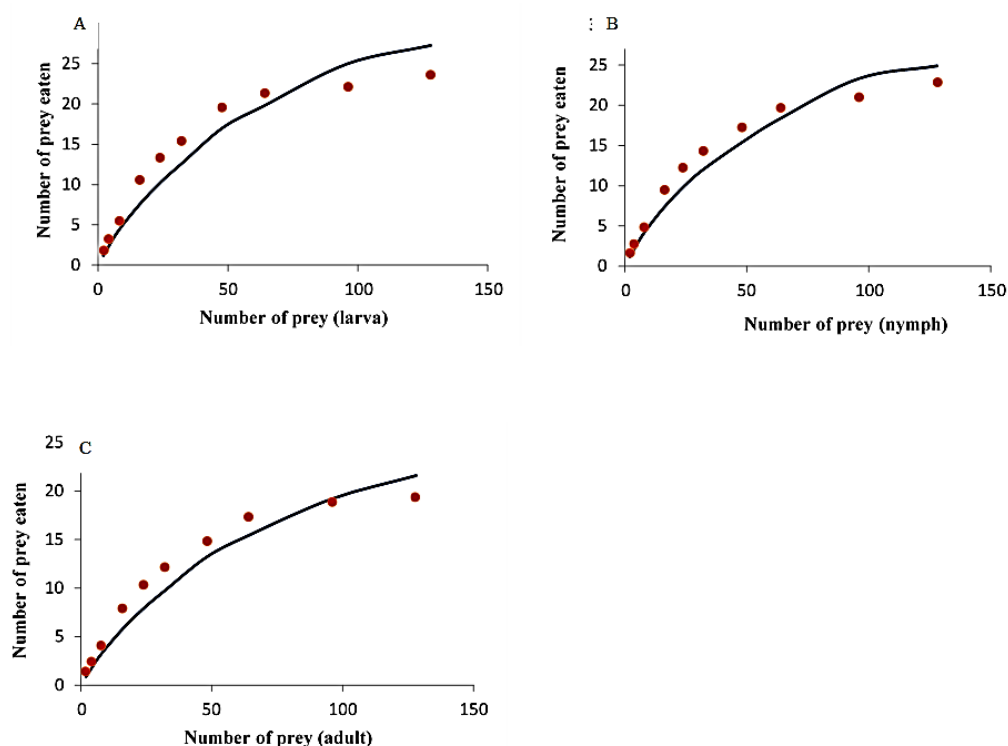 A
Number of prey eaten
25
20
15
10
5
0
0 50 100 150
Number of prey (larva)
: B
Number of prey eaten
25
20
15
10
5
0
0 50 100 150
Number of prey (nymph)
C
Number of prey eaten
25
20
15
10
5
0
0 50 100 150
Number of prey (adult)